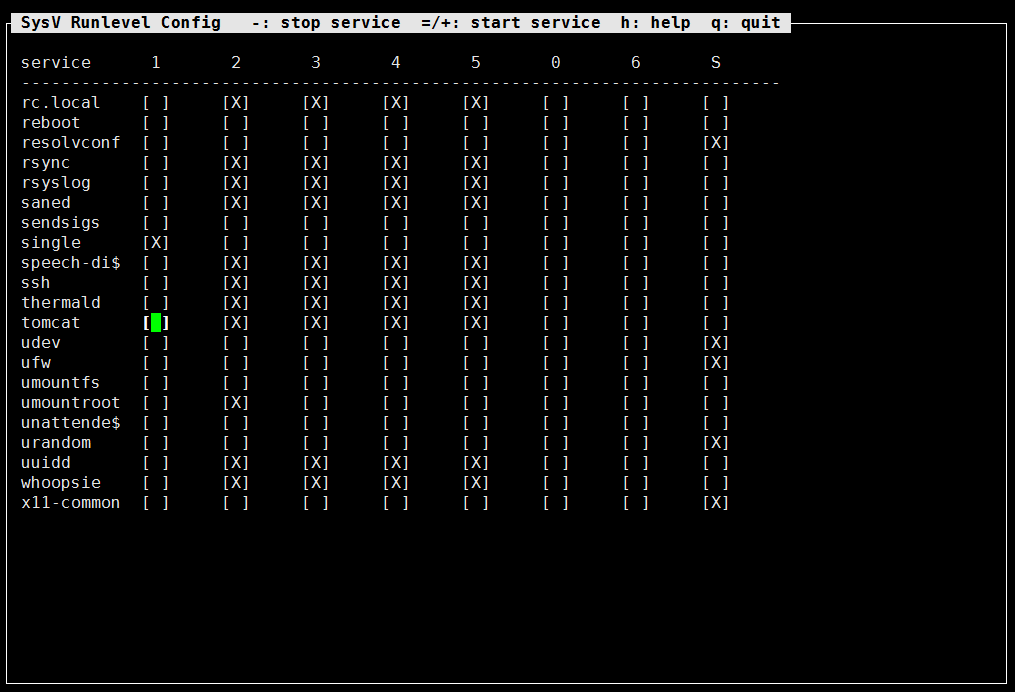 SysV Runlevel Config   -: stop service  =/+: start service  h: help  q: quit
service      1       2       3       4       5       0       6       S
----------------------------------------------------------------------------
rc.local    [ ]     [X]     [X]     [X]     [X]     [ ]     [ ]     [ ]
reboot      [ ]     [ ]     [ ]     [ ]     [ ]     [ ]     [ ]     [ ]
resolvconf  [ ]     [ ]     [ ]     [ ]     [ ]     [ ]     [ ]     [X]
rsync       [ ]     [X]     [X]     [X]     [X]     [ ]     [ ]     [ ]
rsyslog     [ ]     [X]     [X]     [X]     [X]     [ ]     [ ]     [ ]
saned       [ ]     [X]     [X]     [X]     [X]     [ ]     [ ]     [ ]
sendsigs    [ ]     [ ]     [ ]     [ ]     [ ]     [ ]     [ ]     [ ]
single      [X]     [ ]     [ ]     [ ]     [ ]     [ ]     [ ]     [ ]
speech-di$  [ ]     [X]     [X]     [X]     [X]     [ ]     [ ]     [ ]
ssh         [ ]     [X]     [X]     [X]     [X]     [ ]     [ ]     [ ]
thermald    [ ]     [X]     [X]     [X]     [X]     [ ]     [ ]     [ ]
tomcat      [ ]     [X]     [X]     [X]     [X]     [ ]     [ ]     [ ]
udev        [ ]     [ ]     [ ]     [ ]     [ ]     [ ]     [ ]     [X]
ufw         [ ]     [ ]     [ ]     [ ]     [ ]     [ ]     [ ]     [X]
umountfs    [ ]     [ ]     [ ]     [ ]     [ ]     [ ]     [ ]     [ ]
umountroot  [ ]     [X]     [ ]     [ ]     [ ]     [ ]     [ ]     [ ]
unattende$  [ ]     [ ]     [ ]     [ ]     [ ]     [ ]     [ ]     [ ]
urandom     [ ]     [ ]     [ ]     [ ]     [ ]     [ ]     [ ]     [X]
uuidd       [ ]     [X]     [X]     [X]     [X]     [ ]     [ ]     [ ]
whoopsie    [ ]     [X]     [X]     [X]     [X]     [ ]     [ ]     [ ]
x11-common  [ ]     [ ]     [ ]     [ ]     [ ]     [ ]     [ ]     [X]